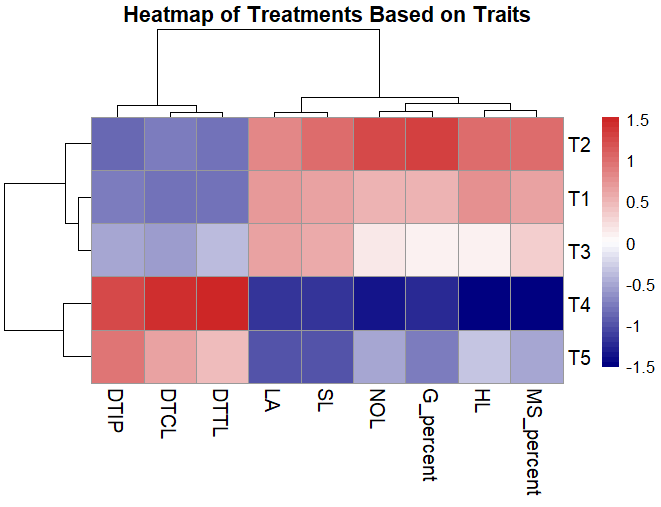 Heatmap of Treatments Based on Traits
T2
T1
T3
T4
T5
1.5
1
0.5
0
-0.5
-1
-1.5
DTIP
DTCL
DTTL
LA
SL
NOL
G_percent
HL
MS_percent